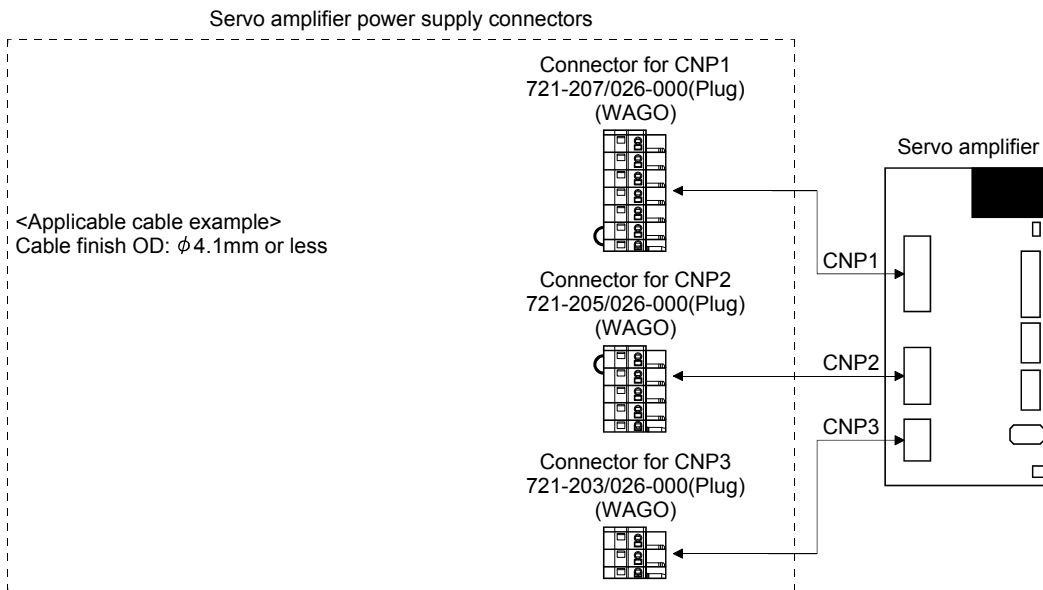 Servo amplifier power supply connectors
Connector for CNP1
721-207/026-000(Plug)
(WAGO)
Servo amplifier
<Applicable cable example>
Cable finish OD: ϕ4.1mm or less
CNP1
Connector for CNP2
721-205/026-000(Plug)
(WAGO)
CNP2
CNP3
Connector for CNP3
721-203/026-000(Plug)
(WAGO)